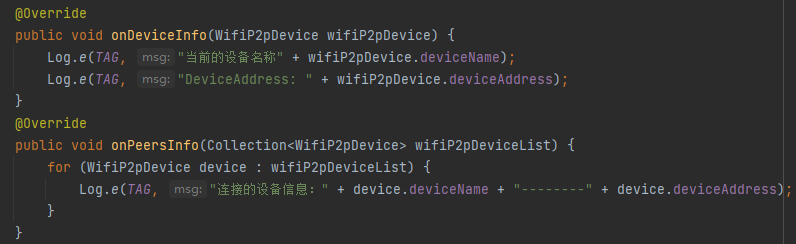 @Override
public void onDeviceInfo(WifiP2pDevice wifiP2pDevice) {
    Log.e(TAG, msg: "当前的设备名称" + wifiP2pDevice.deviceName);
    Log.e(TAG, msg: "DeviceAddress: " + wifiP2pDevice.deviceAddress);
}
@Override
public void onPeersInfo(Collection<WifiP2pDevice> wifiP2pDeviceList) {
    for (WifiP2pDevice device : wifiP2pDeviceList) {
        Log.e(TAG, msg: "连接的设备信息：" + device.deviceName + "--------" + device.deviceAddress);
    }
}